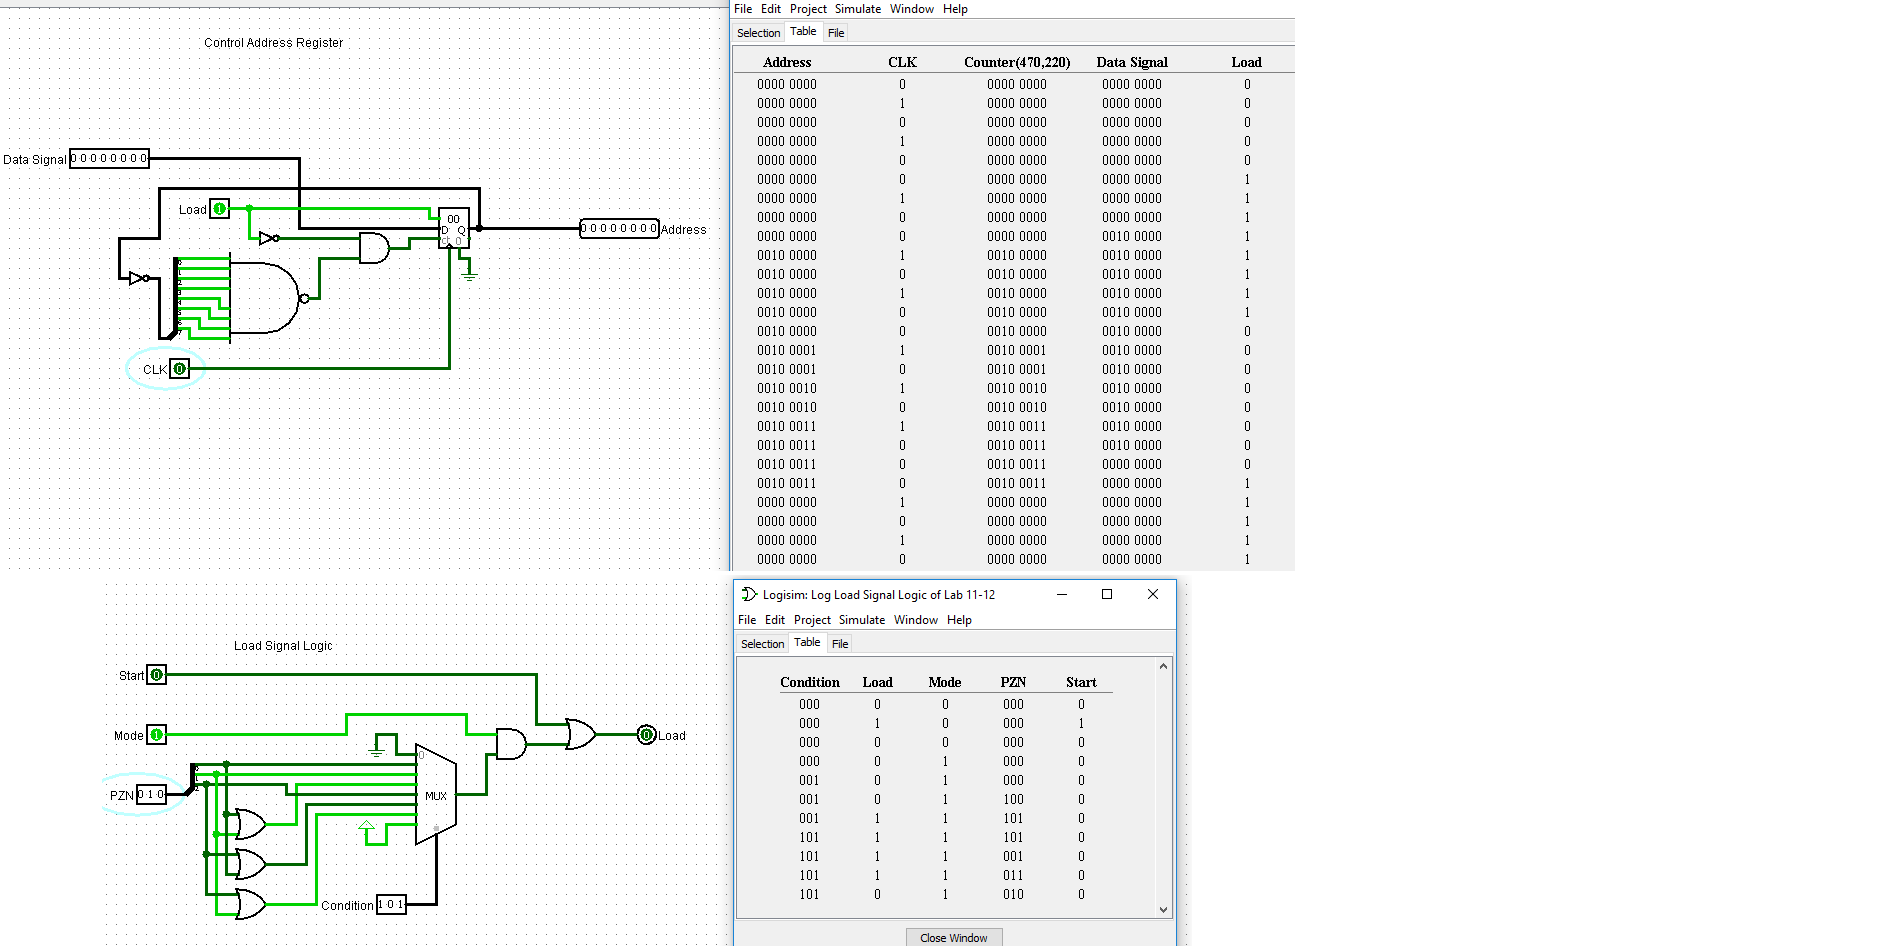 Control Address Register
Data Signal 0 0 0 0 0 0 0 0
Load 1
00
D Q
ct 0
0 0 0 0 0 0 0 0 Address
CLK 0
File Edit Project Simulate Window Help
Selection Table File
Address CLK Counter(470,220) Data Signal Load
0000 0000 0 0000 0000 0000 0000 0
0000 0000 1 0000 0000 0000 0000 0
0000 0000 0 0000 0000 0000 0000 0
0000 0000 1 0000 0000 0000 0000 0
0000 0000 0 0000 0000 0000 0000 0
0000 0000 0 0000 0000 0000 0000 1
0000 0000 1 0000 0000 0000 0000 1
0000 0000 0 0000 0000 0000 0000 1
0000 0000 0 0000 0000 0010 0000 1
0010 0000 1 0010 0000 0010 0000 1
0010 0000 0 0010 0000 0010 0000 1
0010 0000 1 0010 0000 0010 0000 1
0010 0000 0 0010 0000 0010 0000 1
0010 0000 0 0010 0000 0010 0000 0
0010 0001 1 0010 0001 0010 0000 0
0010 0001 0 0010 0001 0010 0000 0
0010 0010 1 0010 0010 0010 0000 0
0010 0010 0 0010 0010 0010 0000 0
0010 0011 1 0010 0011 0010 0000 0
0010 0011 0 0010 0011 0010 0000 0
0010 0011 0 0010 0011 0000 0000 0
0010 0011 0 0010 0011 0000 0000 1
0000 0000 1 0000 0000 0000 0000 1
0000 0000 0 0000 0000 0000 0000 1
0000 0000 1 0000 0000 0000 0000 1
0000 0000 0 0000 0000 0000 0000 1
Load Signal Logic
Start 0
Mode 1
PZN 0 1 0
0
MUX
Condition 1 0 1
0 Load
Logisim: Log Load Signal Logic of Lab 11-12
File Edit Project Simulate Window Help
Selection Table File
Condition Load Mode PZN Start
000 0 0 000 0
000 1 0 000 1
000 0 0 000 0
000 0 1 000 0
001 0 1 000 0
001 0 1 100 0
001 1 1 101 0
101 1 1 101 0
101 1 1 001 0
101 1 1 011 0
101 0 1 010 0
Close Window